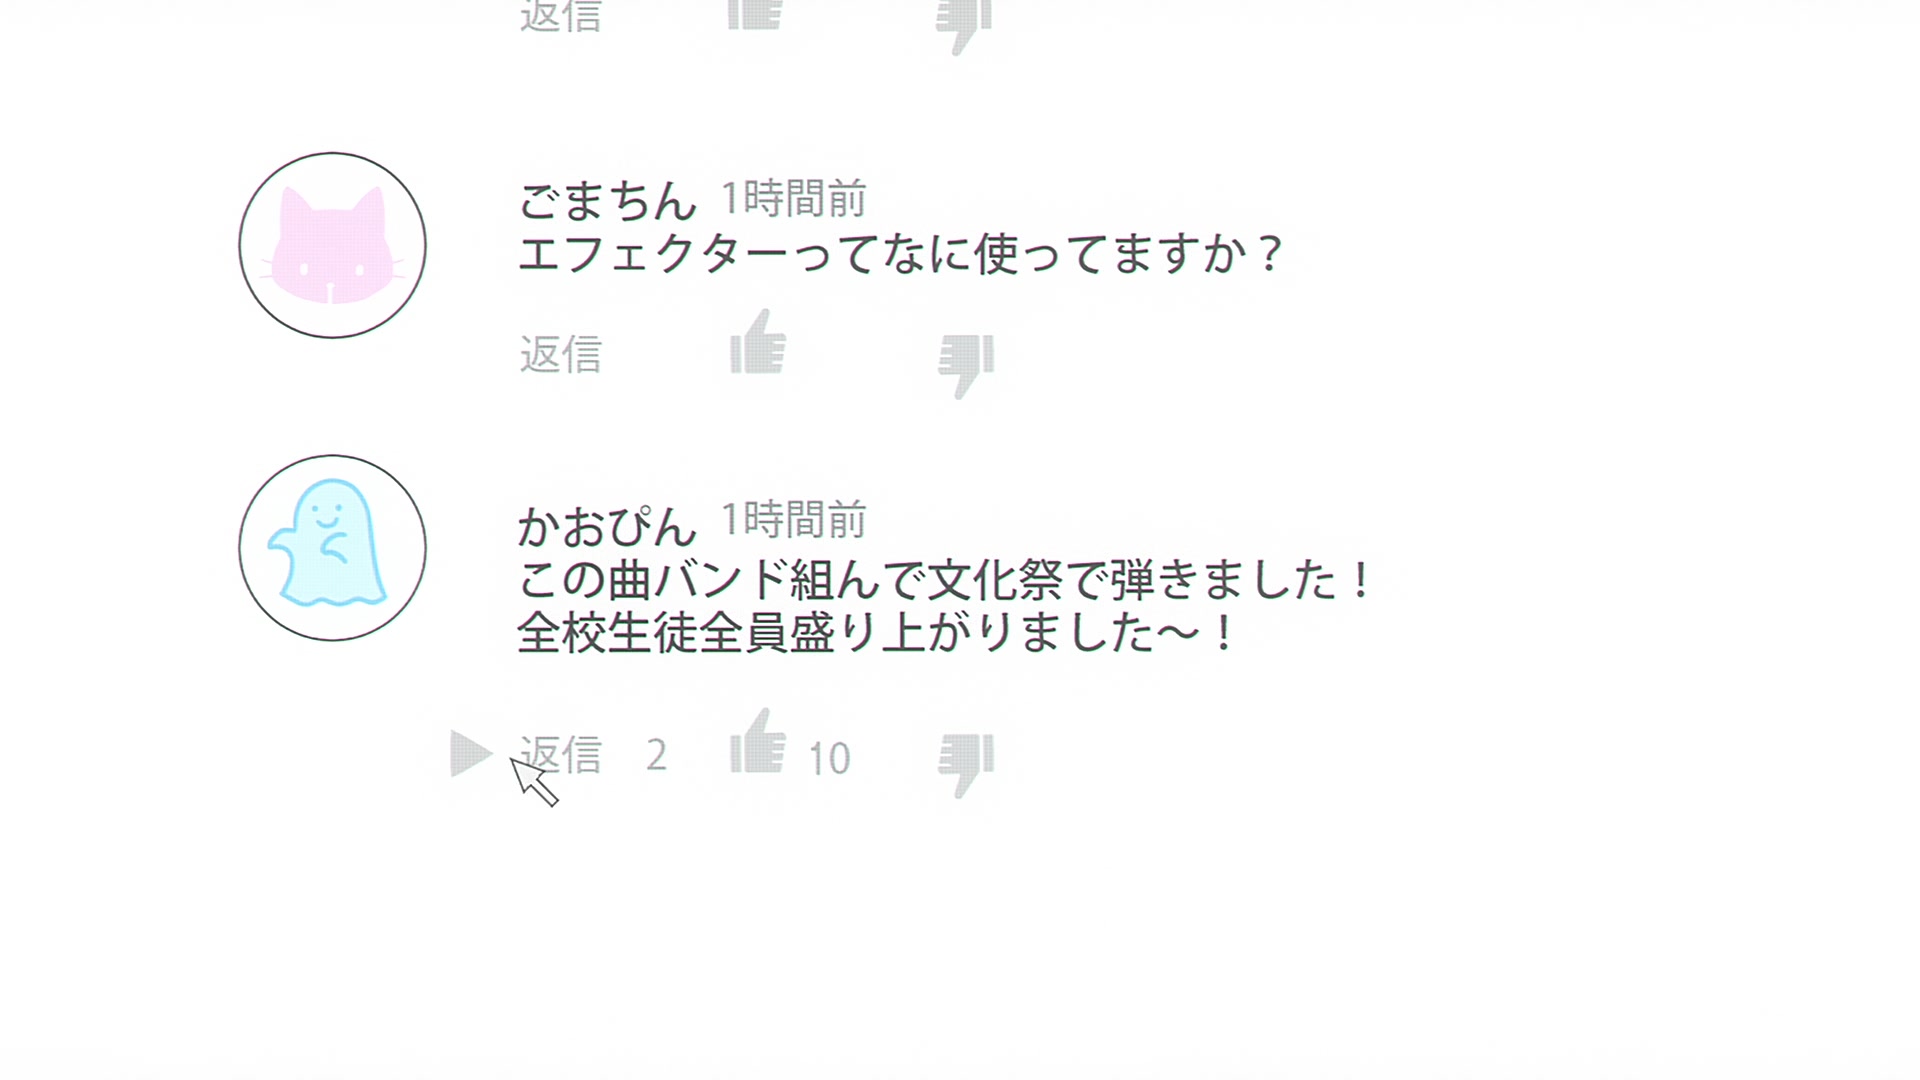 返信
ごまちん 1時間前
エフェクターってなに使ってますか？
返信
かおぴん 1時間前
この曲バンド組んで文化祭で弾きました！
全校生徒全員盛り上がりました～！
返信 2 10